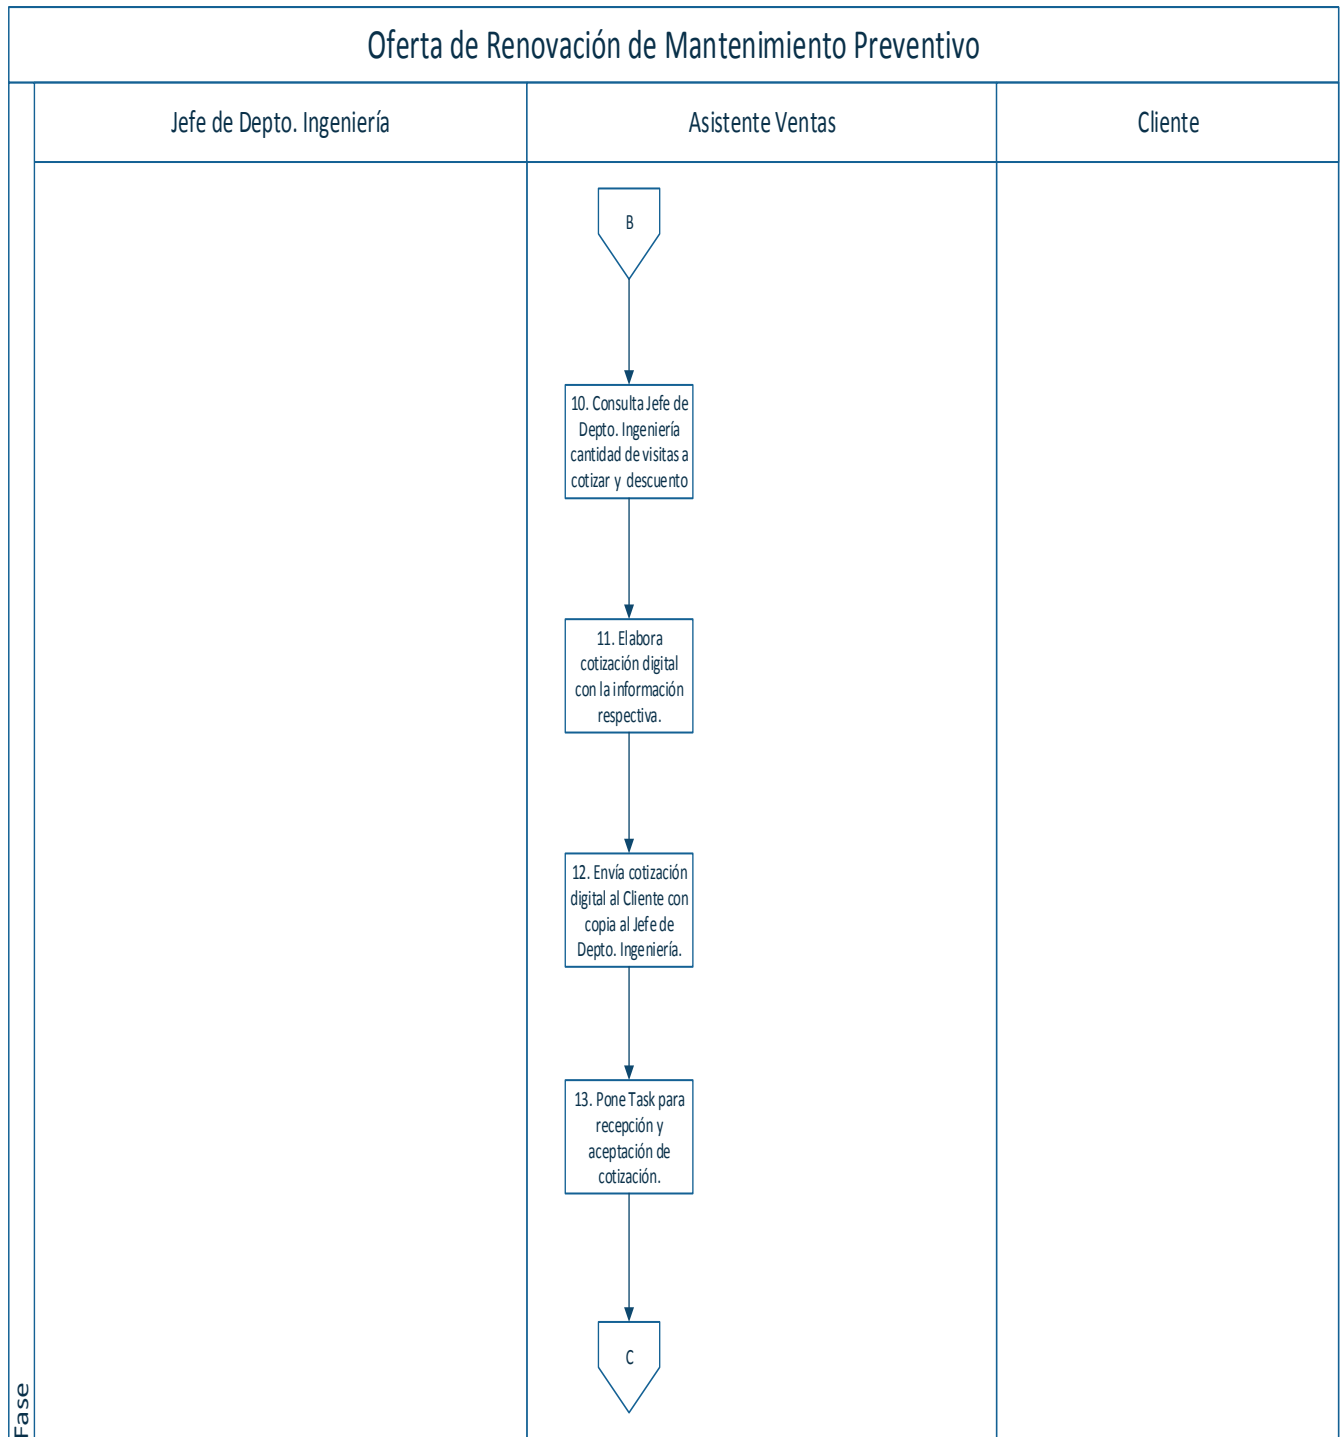 Oferta de Renovación de Mantenimiento Preventivo
Jefe de Depto. Ingeniería
Asistente Ventas
Cliente
B
10. Consulta Jefe de
Depto. Ingeniería
cantidad de visitas a
cotizar y descuento
11. Elabora
cotización digital
con la información
respectiva.
12. Envía cotización
digital al Cliente con
copia al Jefe de
Depto. Ingeniería.
13. Pone Task para
recepción y
aceptación de
cotización.
C
Fase